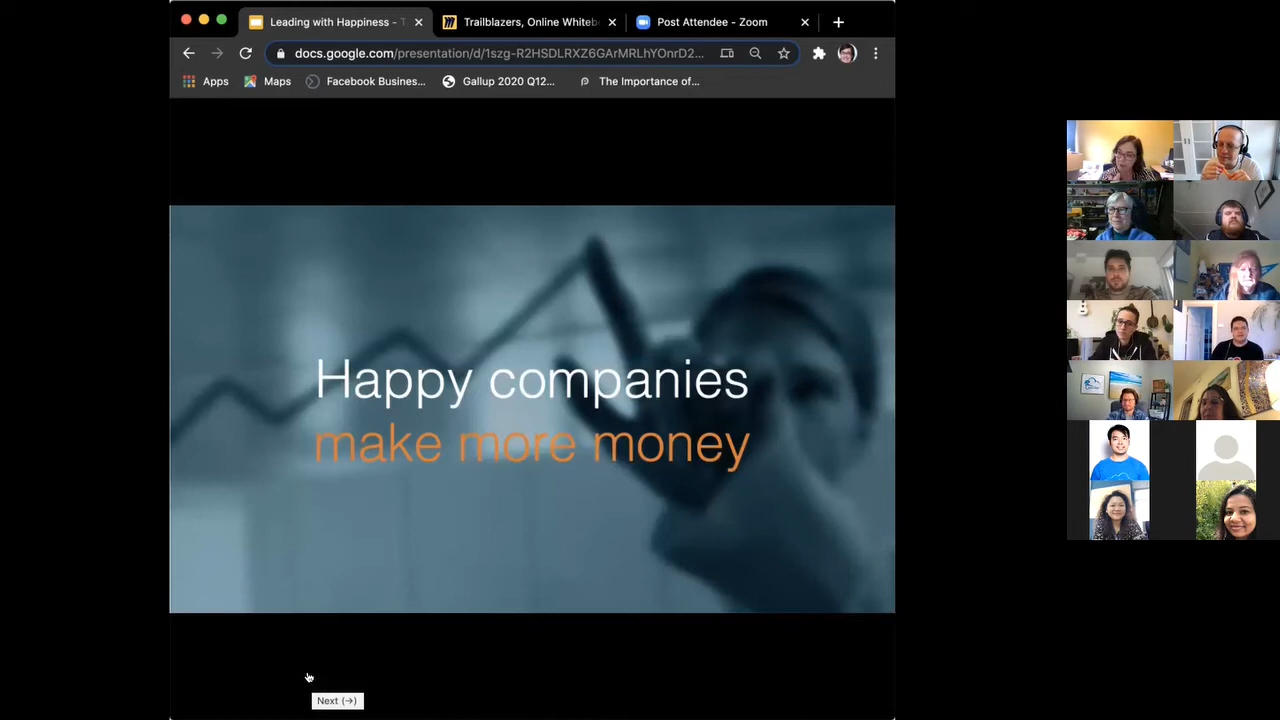 Leading with Happiness - T
Trailblazers, Online Whiteb
Post Attendee - Zoom
docs.google.com/presentation/d/1szg-R2HSDLRXZ6GArMRLhYOnrD2...
Apps
Maps
Facebook Busines...
Gallup 2020 Q12...
The Importance of...
Happy companies
make more money
Next (→)